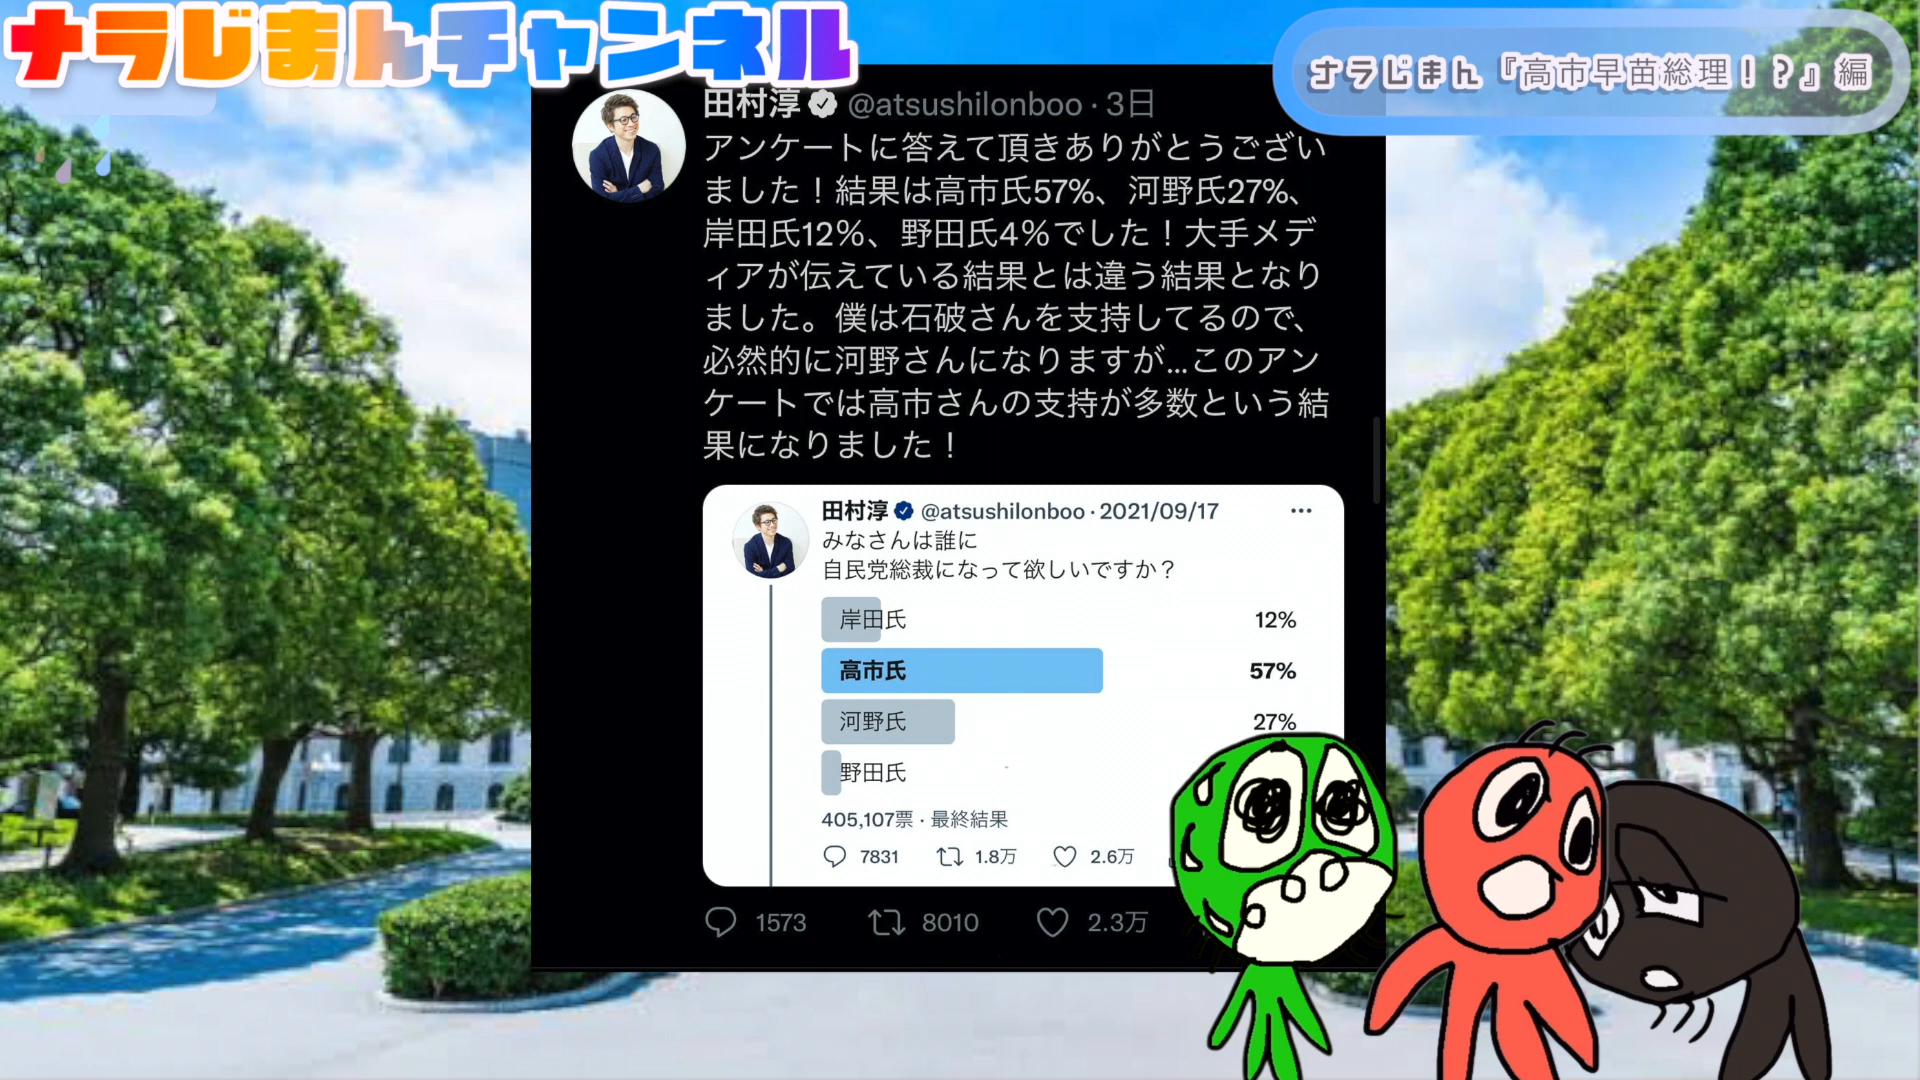 ナラじまんチャンネル
ナラじまん『高市早苗総理！？』編
田村淳 @atsushilonboo · 3日
アンケートに答えて頂きありがとうござい
ました！結果は高市氏57%、河野氏27%、
岸田氏12%、野田氏4%でした！大手メデ
ィアが伝えている結果とは違う結果となり
ました。僕は石破さんを支持してるので、
必然的に河野さんになりますが...このアン
ケートでは高市さんの支持が多数という結
果になりました！
田村淳 @atsushilonboo · 2021/09/17
みなさんは誰に
自民党総裁になって欲しいですか？
岸田氏 12%
高市氏 57%
河野氏 27%
野田氏
405,107票 · 最終結果
7831 1.8万 2.6万
1573 8010 2.3万